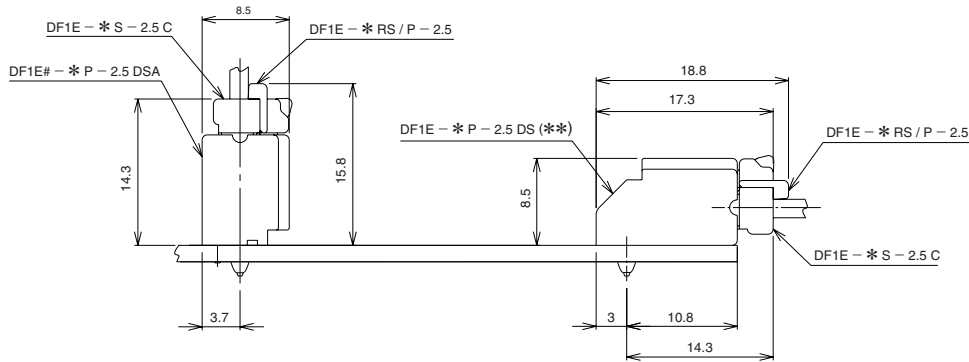 8.5
DF1E – * S – 2.5 C
DF1E – * RS / P – 2.5
DF1E# – * P – 2.5 DSA
18.8
17.3
DF1E – * P – 2.5 DS (**)
DF1E – * RS / P – 2.5
14.3
15.8
8.5
DF1E – * S – 2.5 C
3.7
3
10.8
14.3